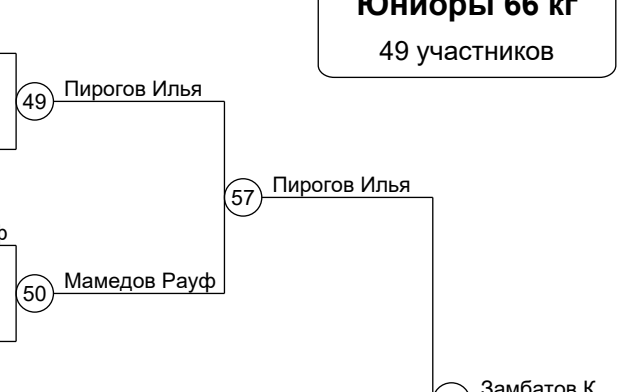 Юниоры 66 кг
49 участников
49
Пирогов Илья
57
Пирогов Илья
50
Мамедов Рауф
Замбатов К